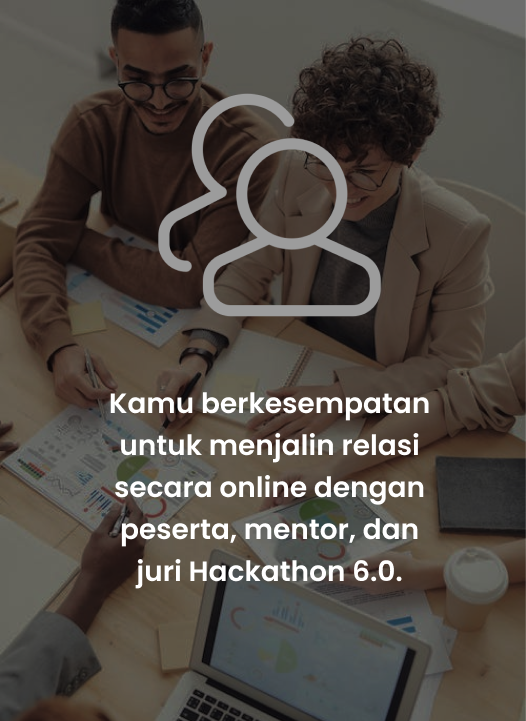 Kamu berkesempatan
untuk menjalin relasi
secara online dengan
peserta, mentor, dan
juri Hackathon 6.0.